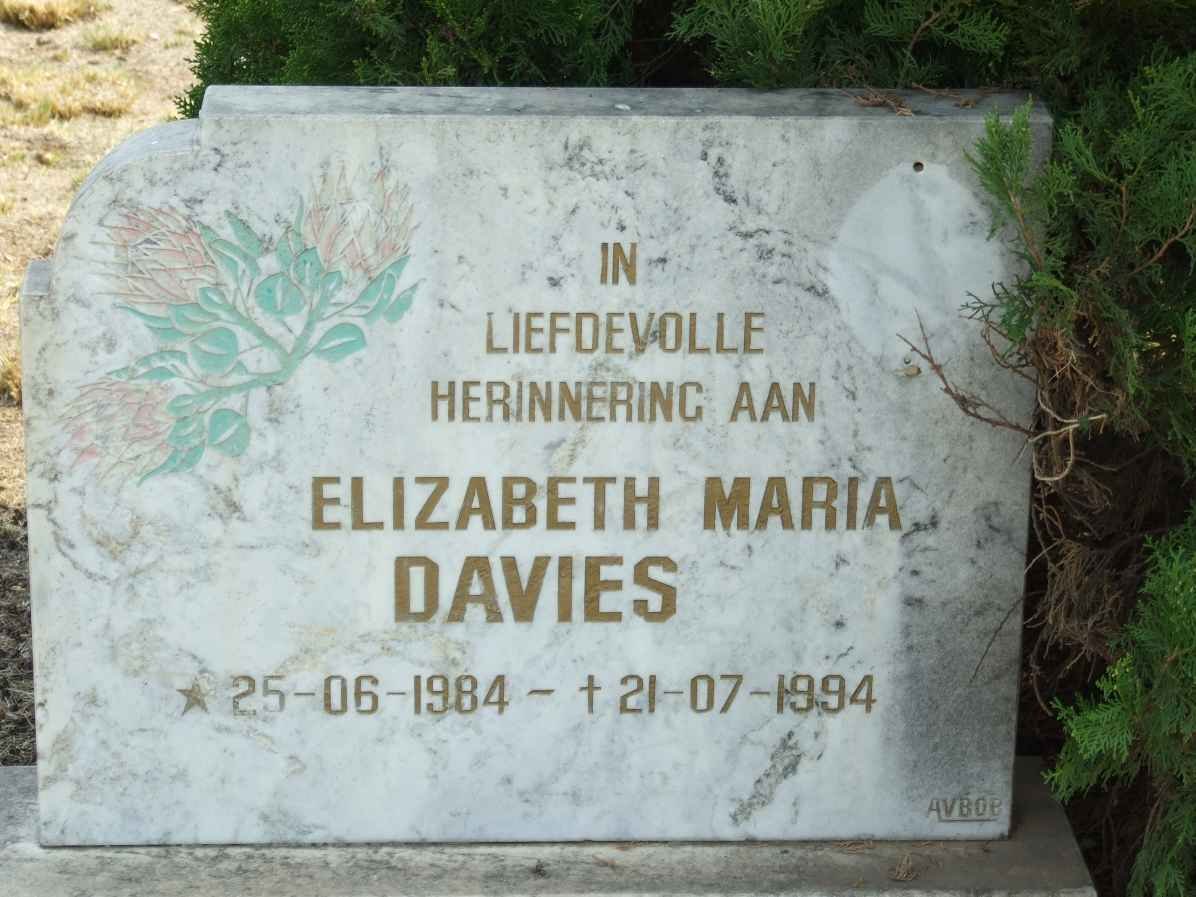 IN
LIEFDEVOLLE
HERINNERING AAN
ELIZABETH MARIA
DAVIES
★ 25-06-1984 - † 21-07-1994
AVBOB